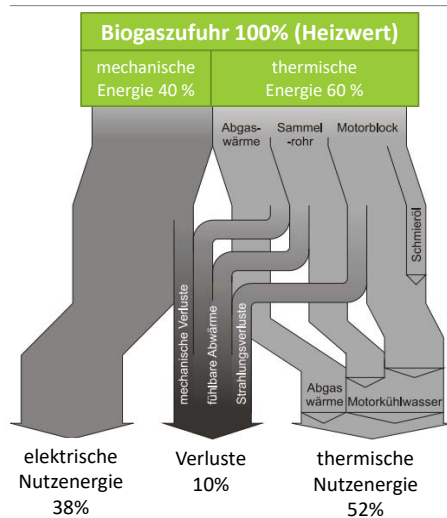 Biogaszufuhr 100% (Heizwert)
mechanische
Energie 40 %
thermische
Energie 60 %
Abgas-
wärme
Sammel
-rohr
Motorblock
Schmieröl
mechanische Verluste
fühlbare Abwärme
Strahlungsverluste
Abgas
wärme
Motorkühlwasser
elektrische
Nutzenergie
38%
Verluste
10%
thermische
Nutzenergie
52%